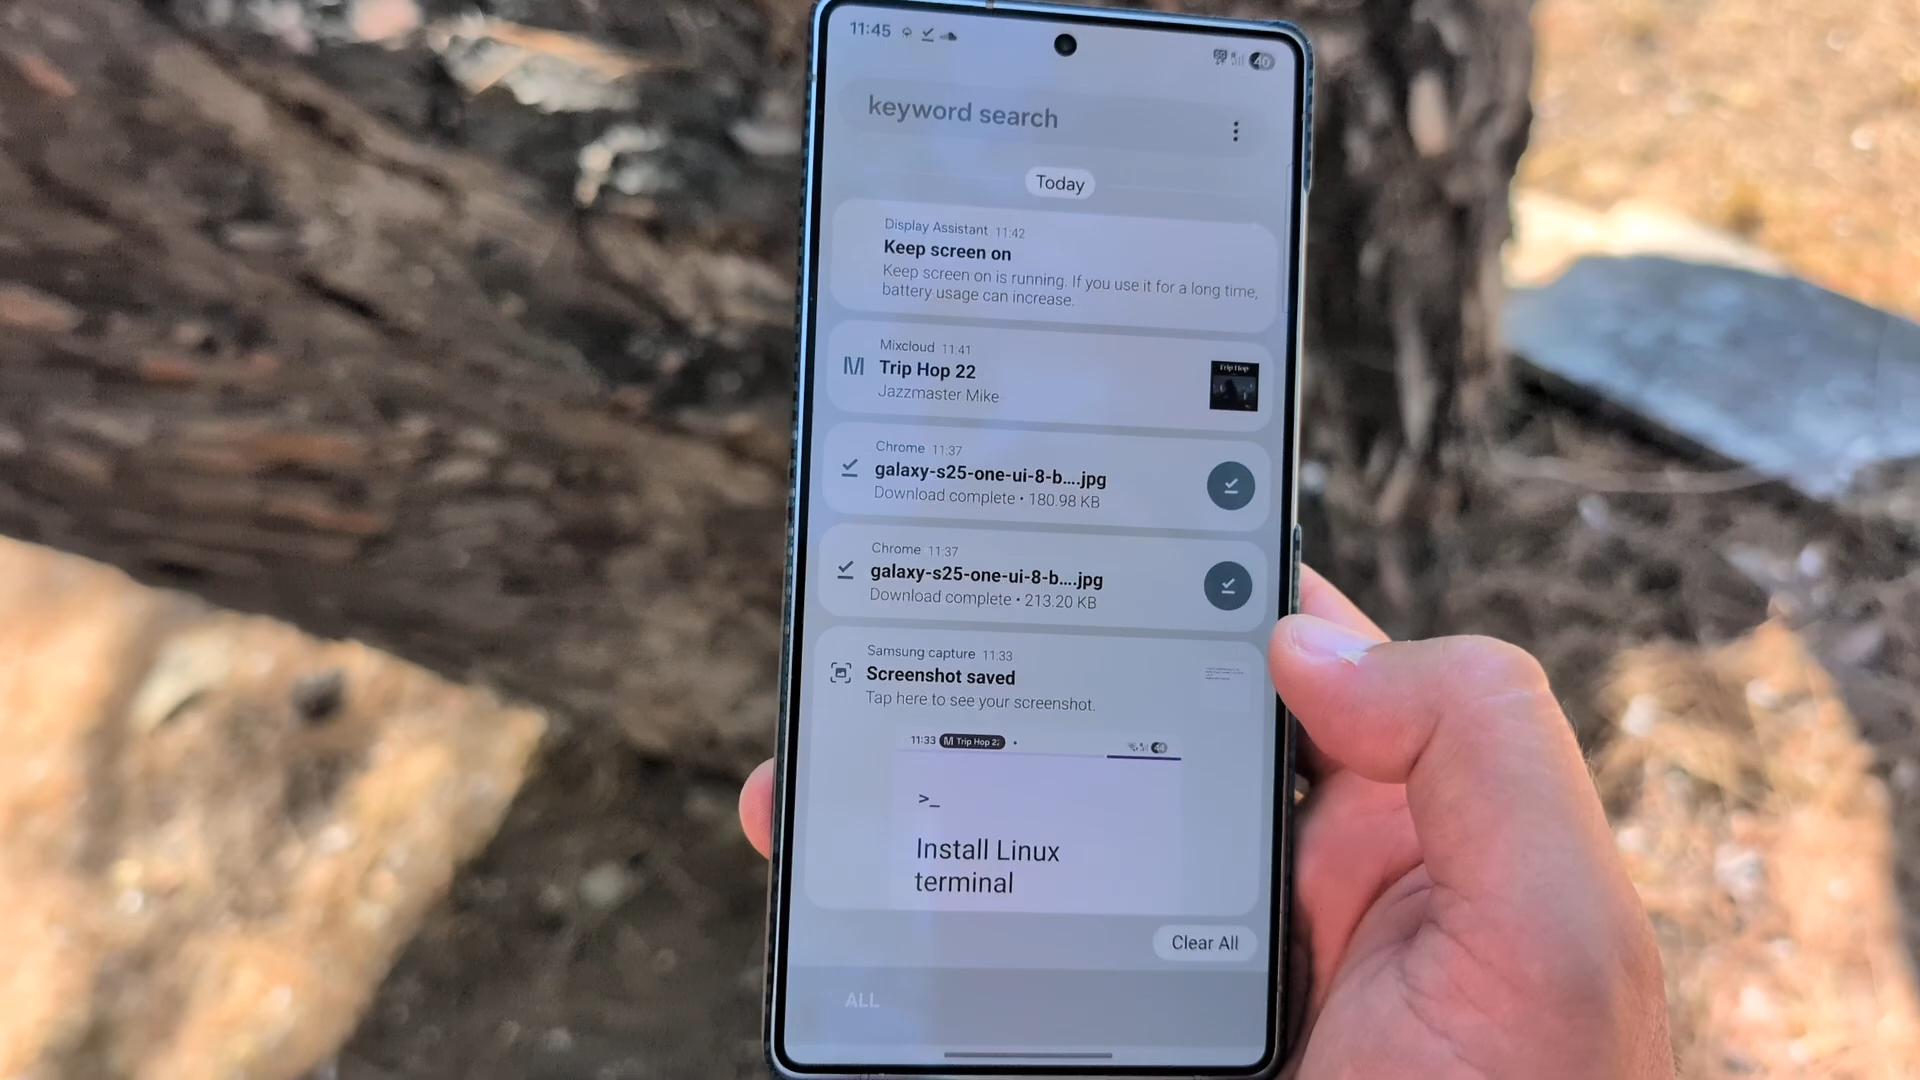 11:45
40
keyword search
Today
Display Assistant 11:42
Keep screen on
Keep screen on is running. If you use it for a long time,
battery usage can increase.
Mixcloud 11:41
Trip Hop 22
Jazzmaster Mike
Trip Hop
Chrome 11:37
galaxy-s25-one-ui-8-b....jpg
Download complete • 180.98 KB
Chrome 11:37
galaxy-s25-one-ui-8-b....jpg
Download complete • 213.20 KB
Samsung capture 11:33
Screenshot saved
Tap here to see your screenshot.
11:33 M Trip Hop 2
40
>_
Install Linux
terminal
Clear All
ALL